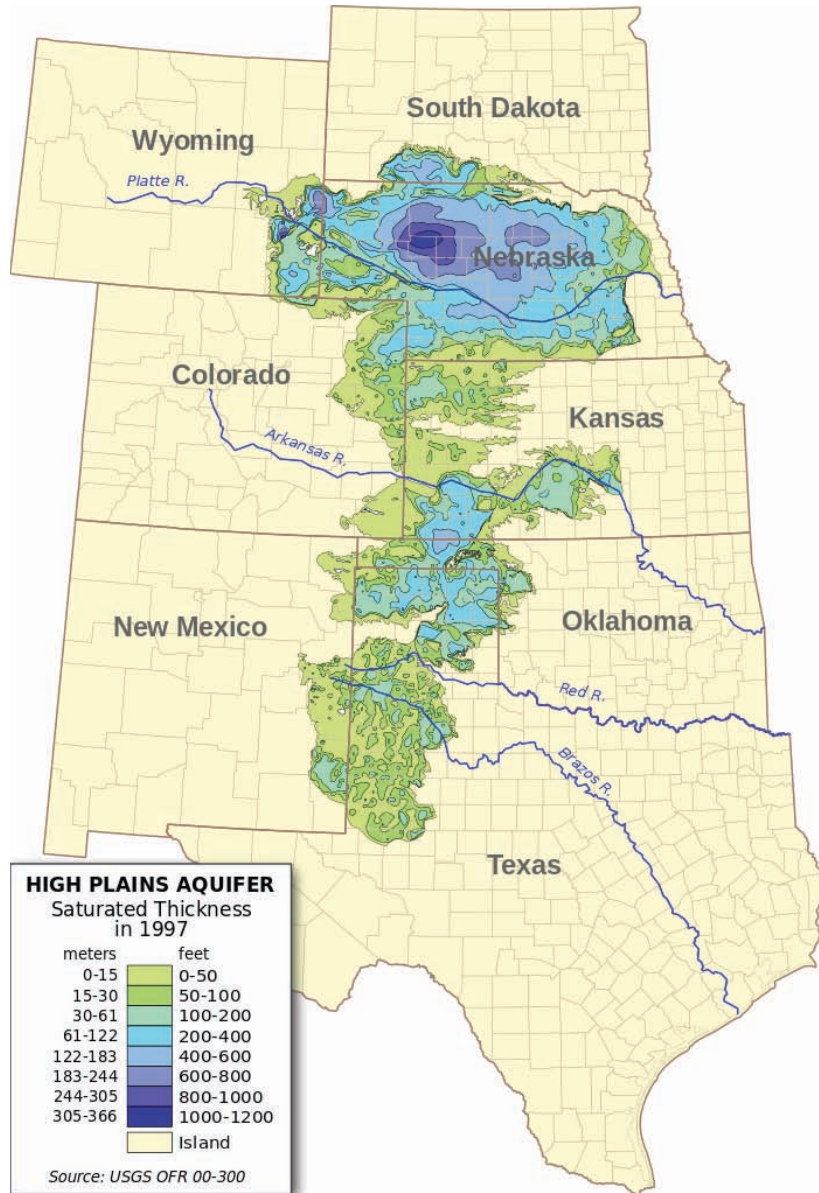 South Dakota
Wyoming
Platte R.
Nebraska
Colorado
Kansas
Arkansas R.
New Mexico
Oklahoma
Red R.
Brazos R.
Texas
HIGH PLAINS AQUIFER
Saturated Thickness
in 1997
meters feet
0-15 0-50
15-30 50-100
30-61 100-200
61-122 200-400
122-183 400-600
183-244 600-800
244-305 800-1000
305-366 1000-1200
Island
Source: USGS OFR 00-300